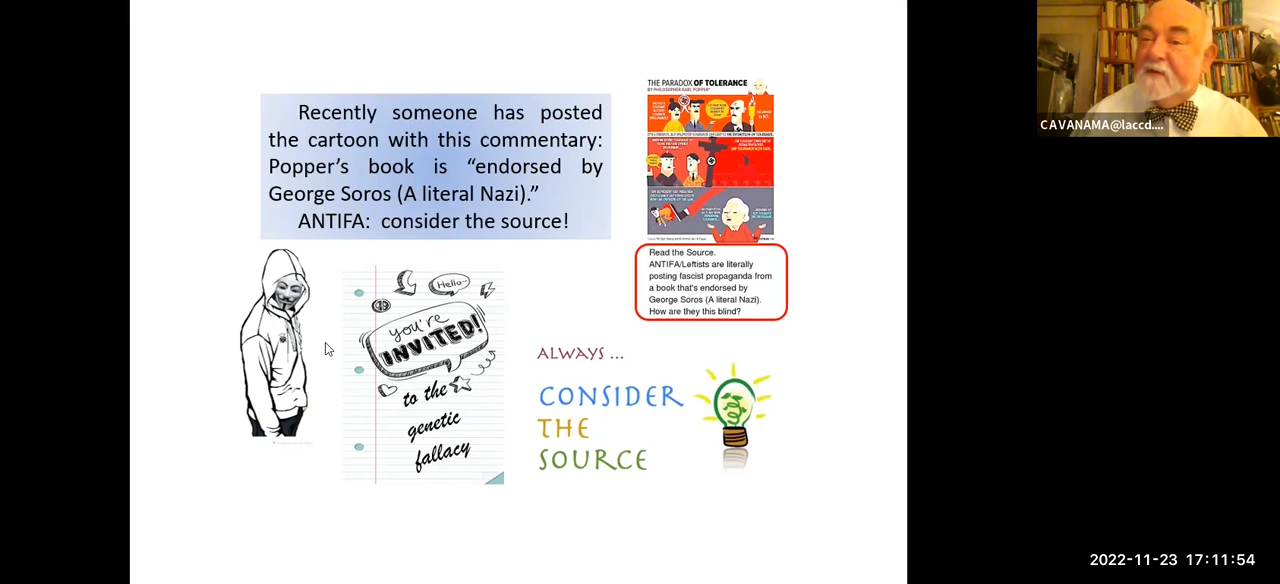 Recently someone has posted
the cartoon with this commentary:
Popper's book is “endorsed by
George Soros (A literal Nazi).”
ANTIFA: consider the source!
THE PARADOX OF TOLERANCE
BY PHILOSOPHER KARL POPPER
Read the Source.
ANTIFA/Leftists are literally
posting fascist propaganda from
a book that's endorsed by
George Soros (A literal Nazi).
How are they this blind?
Hello~
you're
INVITED!
to the
genetic
fallacy
ALWAYS ...
CONSIDER
THE
SOURCE
CAVANAMA@laccd....
2022-11-23 17:11:54